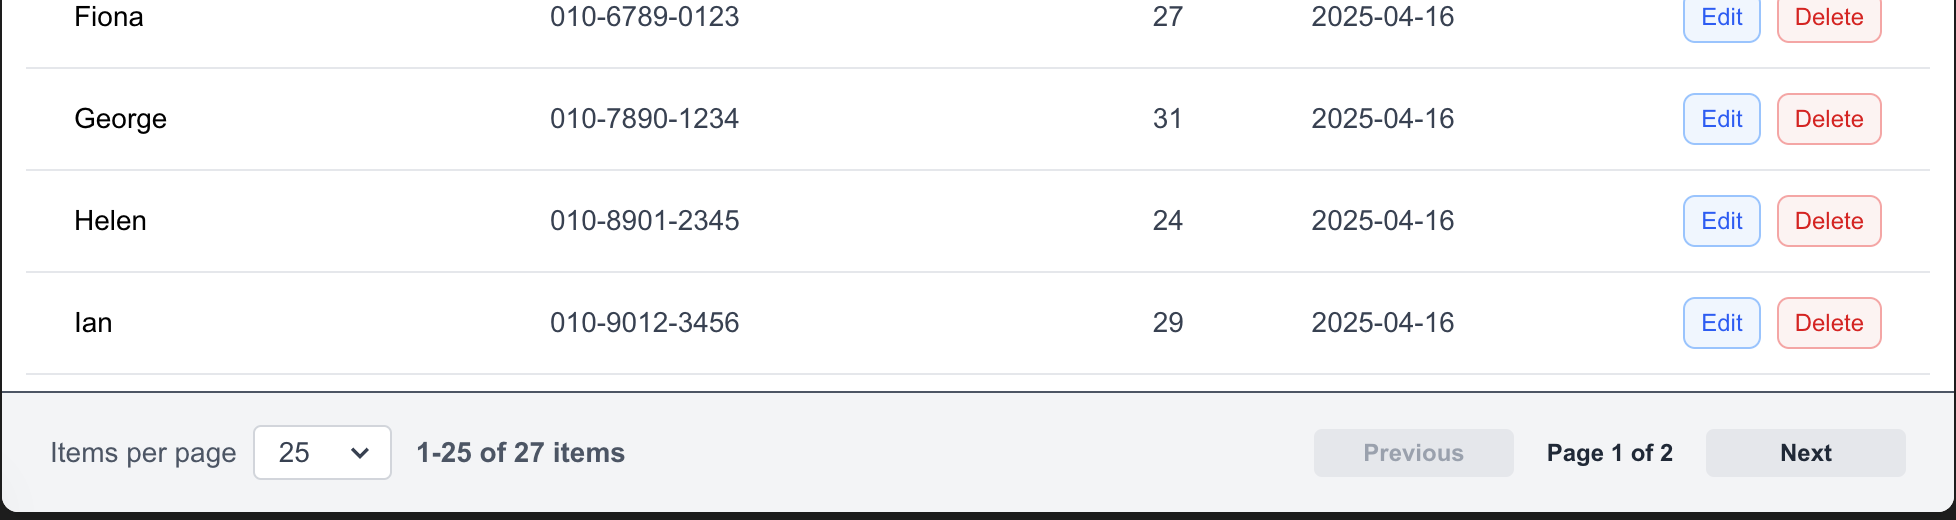 Fiona 010-6789-0123 27 2025-04-16 Edit Delete
George 010-7890-1234 31 2025-04-16 Edit Delete
Helen 010-8901-2345 24 2025-04-16 Edit Delete
Ian 010-9012-3456 29 2025-04-16 Edit Delete
Items per page 25 1-25 of 27 items Previous Page 1 of 2 Next